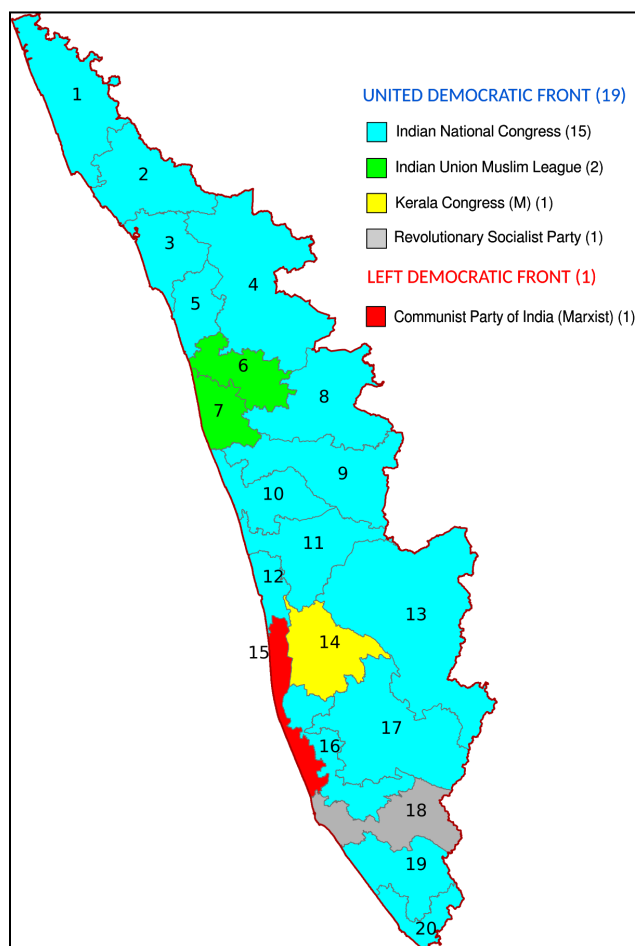 UNITED DEMOCRATIC FRONT (19)
Indian National Congress (15)
Indian Union Muslim League (2)
Kerala Congress (M) (1)
Revolutionary Socialist Party (1)
LEFT DEMOCRATIC FRONT (1)
Communist Party of India (Marxist) (1)
1
2
3
4
5
6
7
8
9
10
11
12
13
14
15
16
17
18
19
20